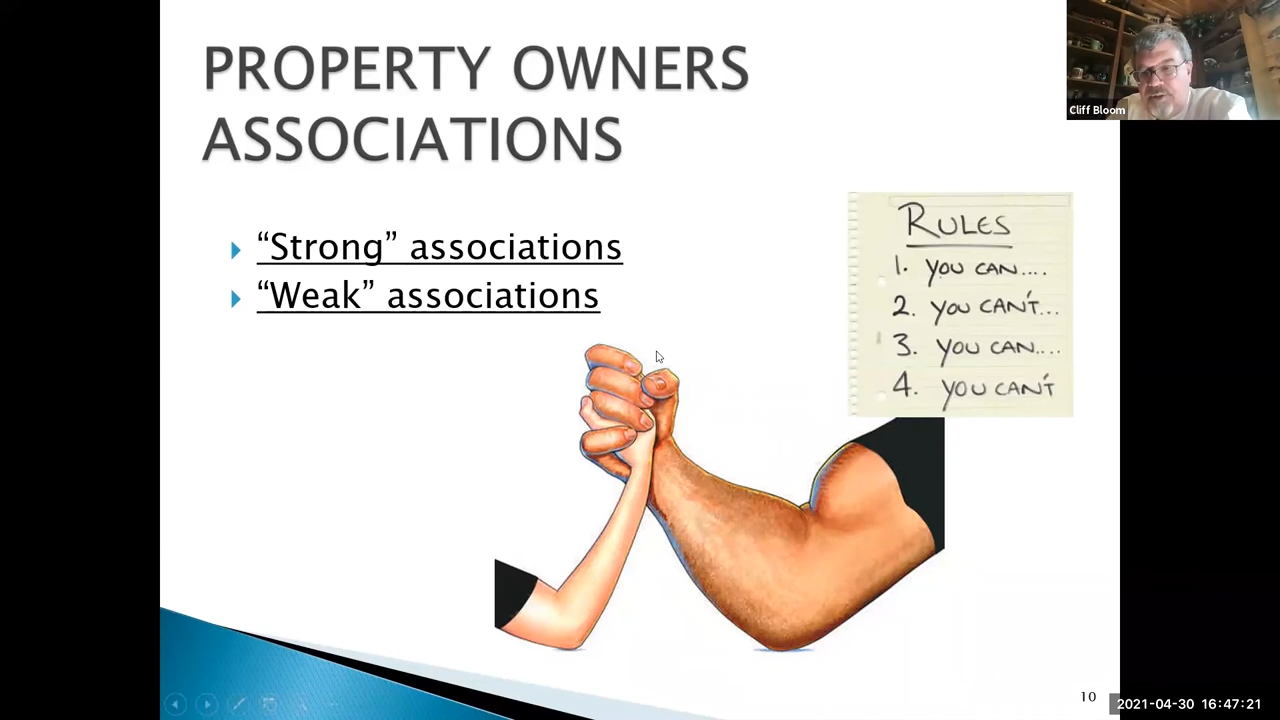 PROPERTY OWNERS
ASSOCIATIONS
“Strong” associations
“Weak” associations
RULES
1. YOU CAN....
2. YOU CAN'T...
3. YOU CAN....
4. YOU CAN'T
Cliff Bloom
10
2021-04-30 16:47:21